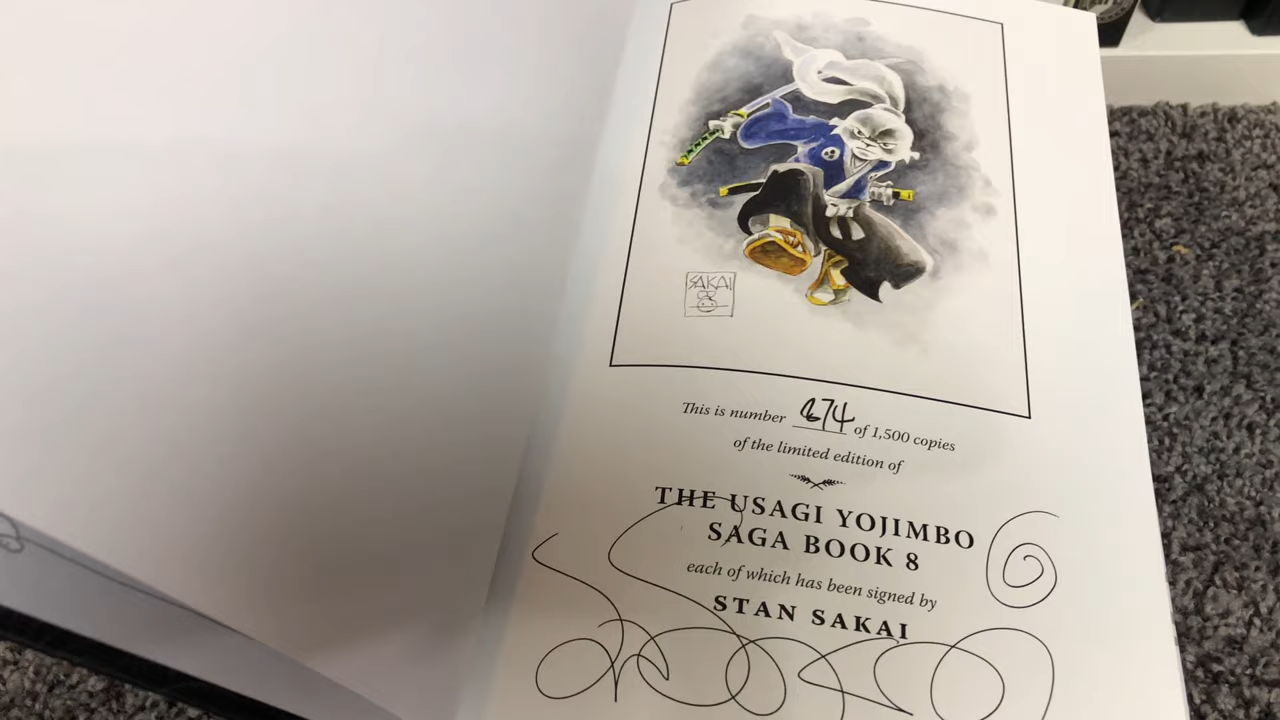 SAKAI
This is number 274 of 1,500 copies
of the limited edition of
THE USAGI YOJIMBO
SAGA BOOK 8
each of which has been signed by
STAN SAKAI